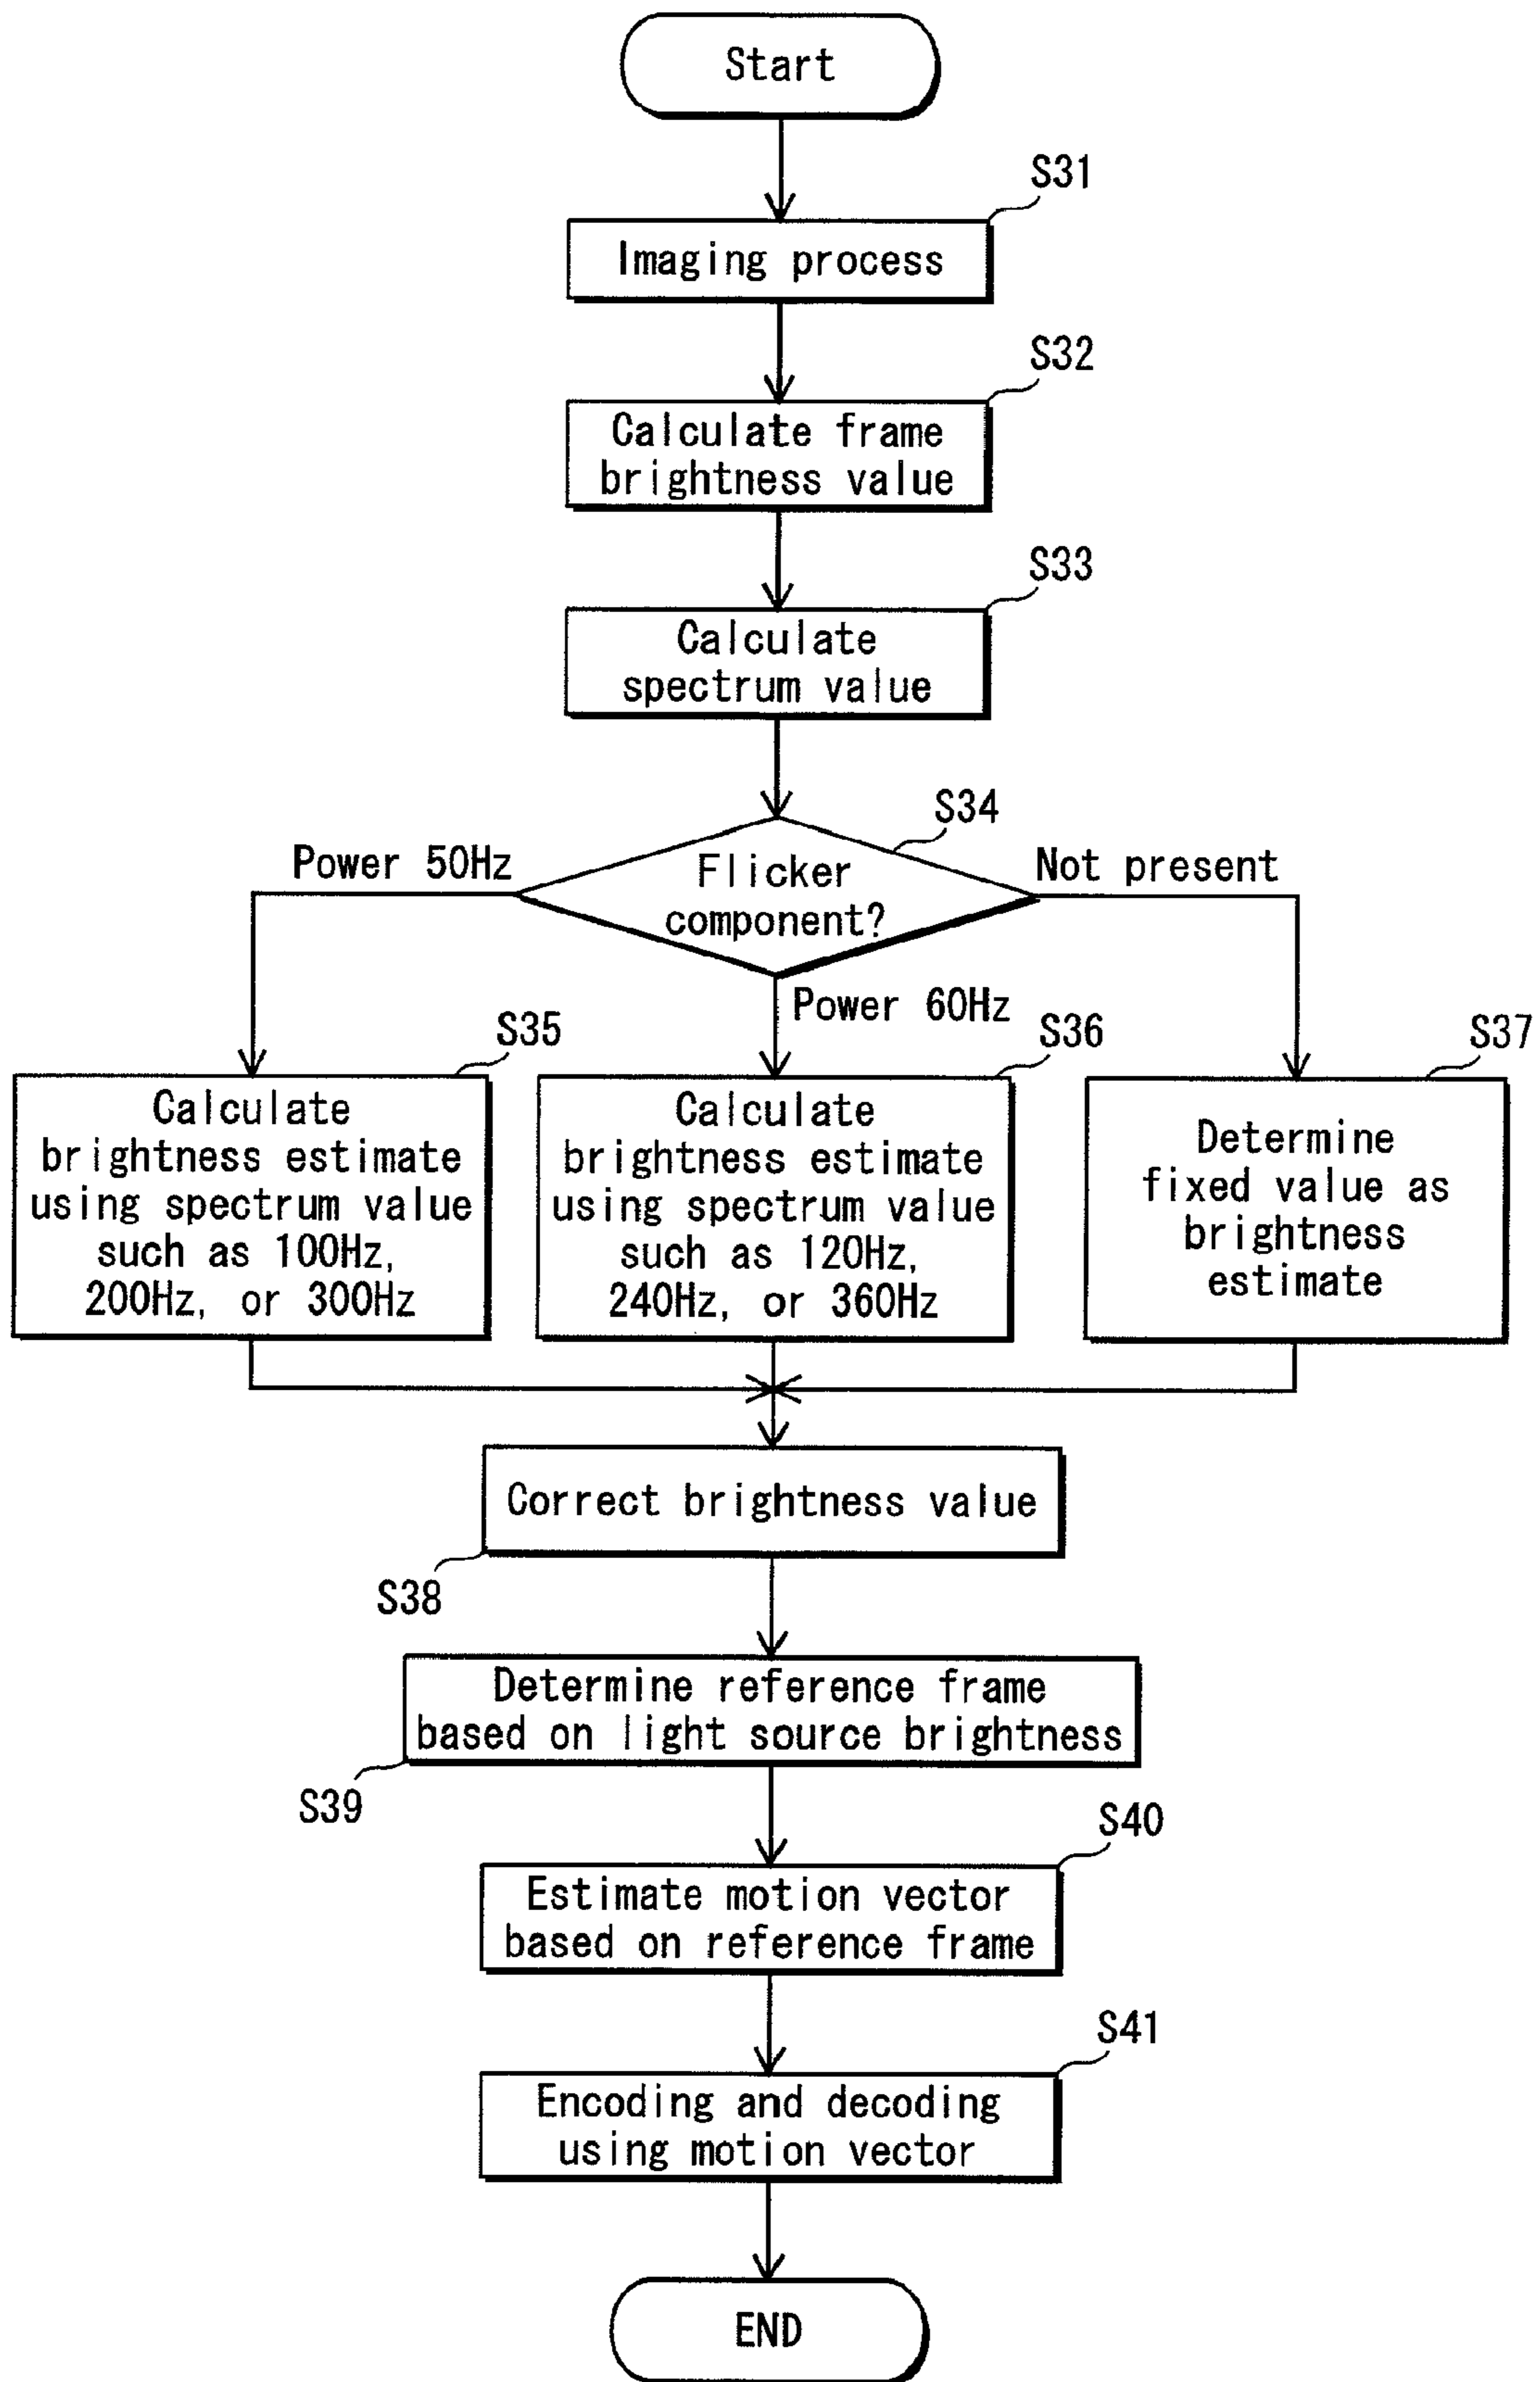 Start
S31
Imaging process
S32
Calculate frame
brightness value
S33
Calculate
spectrum value
S34
Flicker
component?
Power 50Hz
Not present
Power 60Hz
S35
Calculate
brightness estimate
using spectrum value
such as 100Hz,
200Hz, or 300Hz
S36
Calculate
brightness estimate
using spectrum value
such as 120Hz,
240Hz, or 360Hz
S37
Determine
fixed value as
brightness
estimate
Correct brightness value
S38
Determine reference frame
based on light source brightness
S39
S40
Estimate motion vector
based on reference frame
S41
Encoding and decoding
using motion vector
END